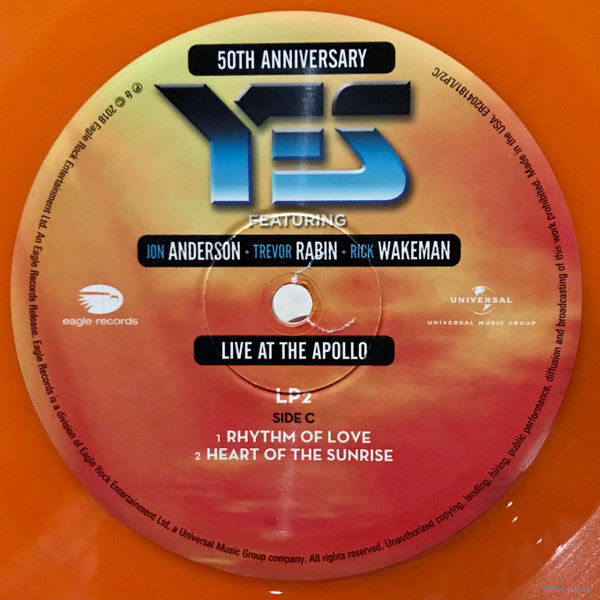 50TH ANNIVERSARY
YES
FEATURING
JON ANDERSON · TREVOR RABIN · RICK WAKEMAN
eagle records
UNIVERSAL
UNIVERSAL MUSIC GROUP
LIVE AT THE APOLLO
LP2
SIDE C
1 RHYTHM OF LOVE
2 HEART OF THE SUNRISE
℗ & © 2018 Eagle Rock Entertainment Ltd. An Eagle Records Release. Eagle Records is a division of Eagle Rock Entertainment Ltd, a Universal Music Group company. All rights reserved. Unauthorized copying, lending, hiring, public performance, diffusion and broadcasting of this work prohibited. Made in the USA. ER204181/LP2/C